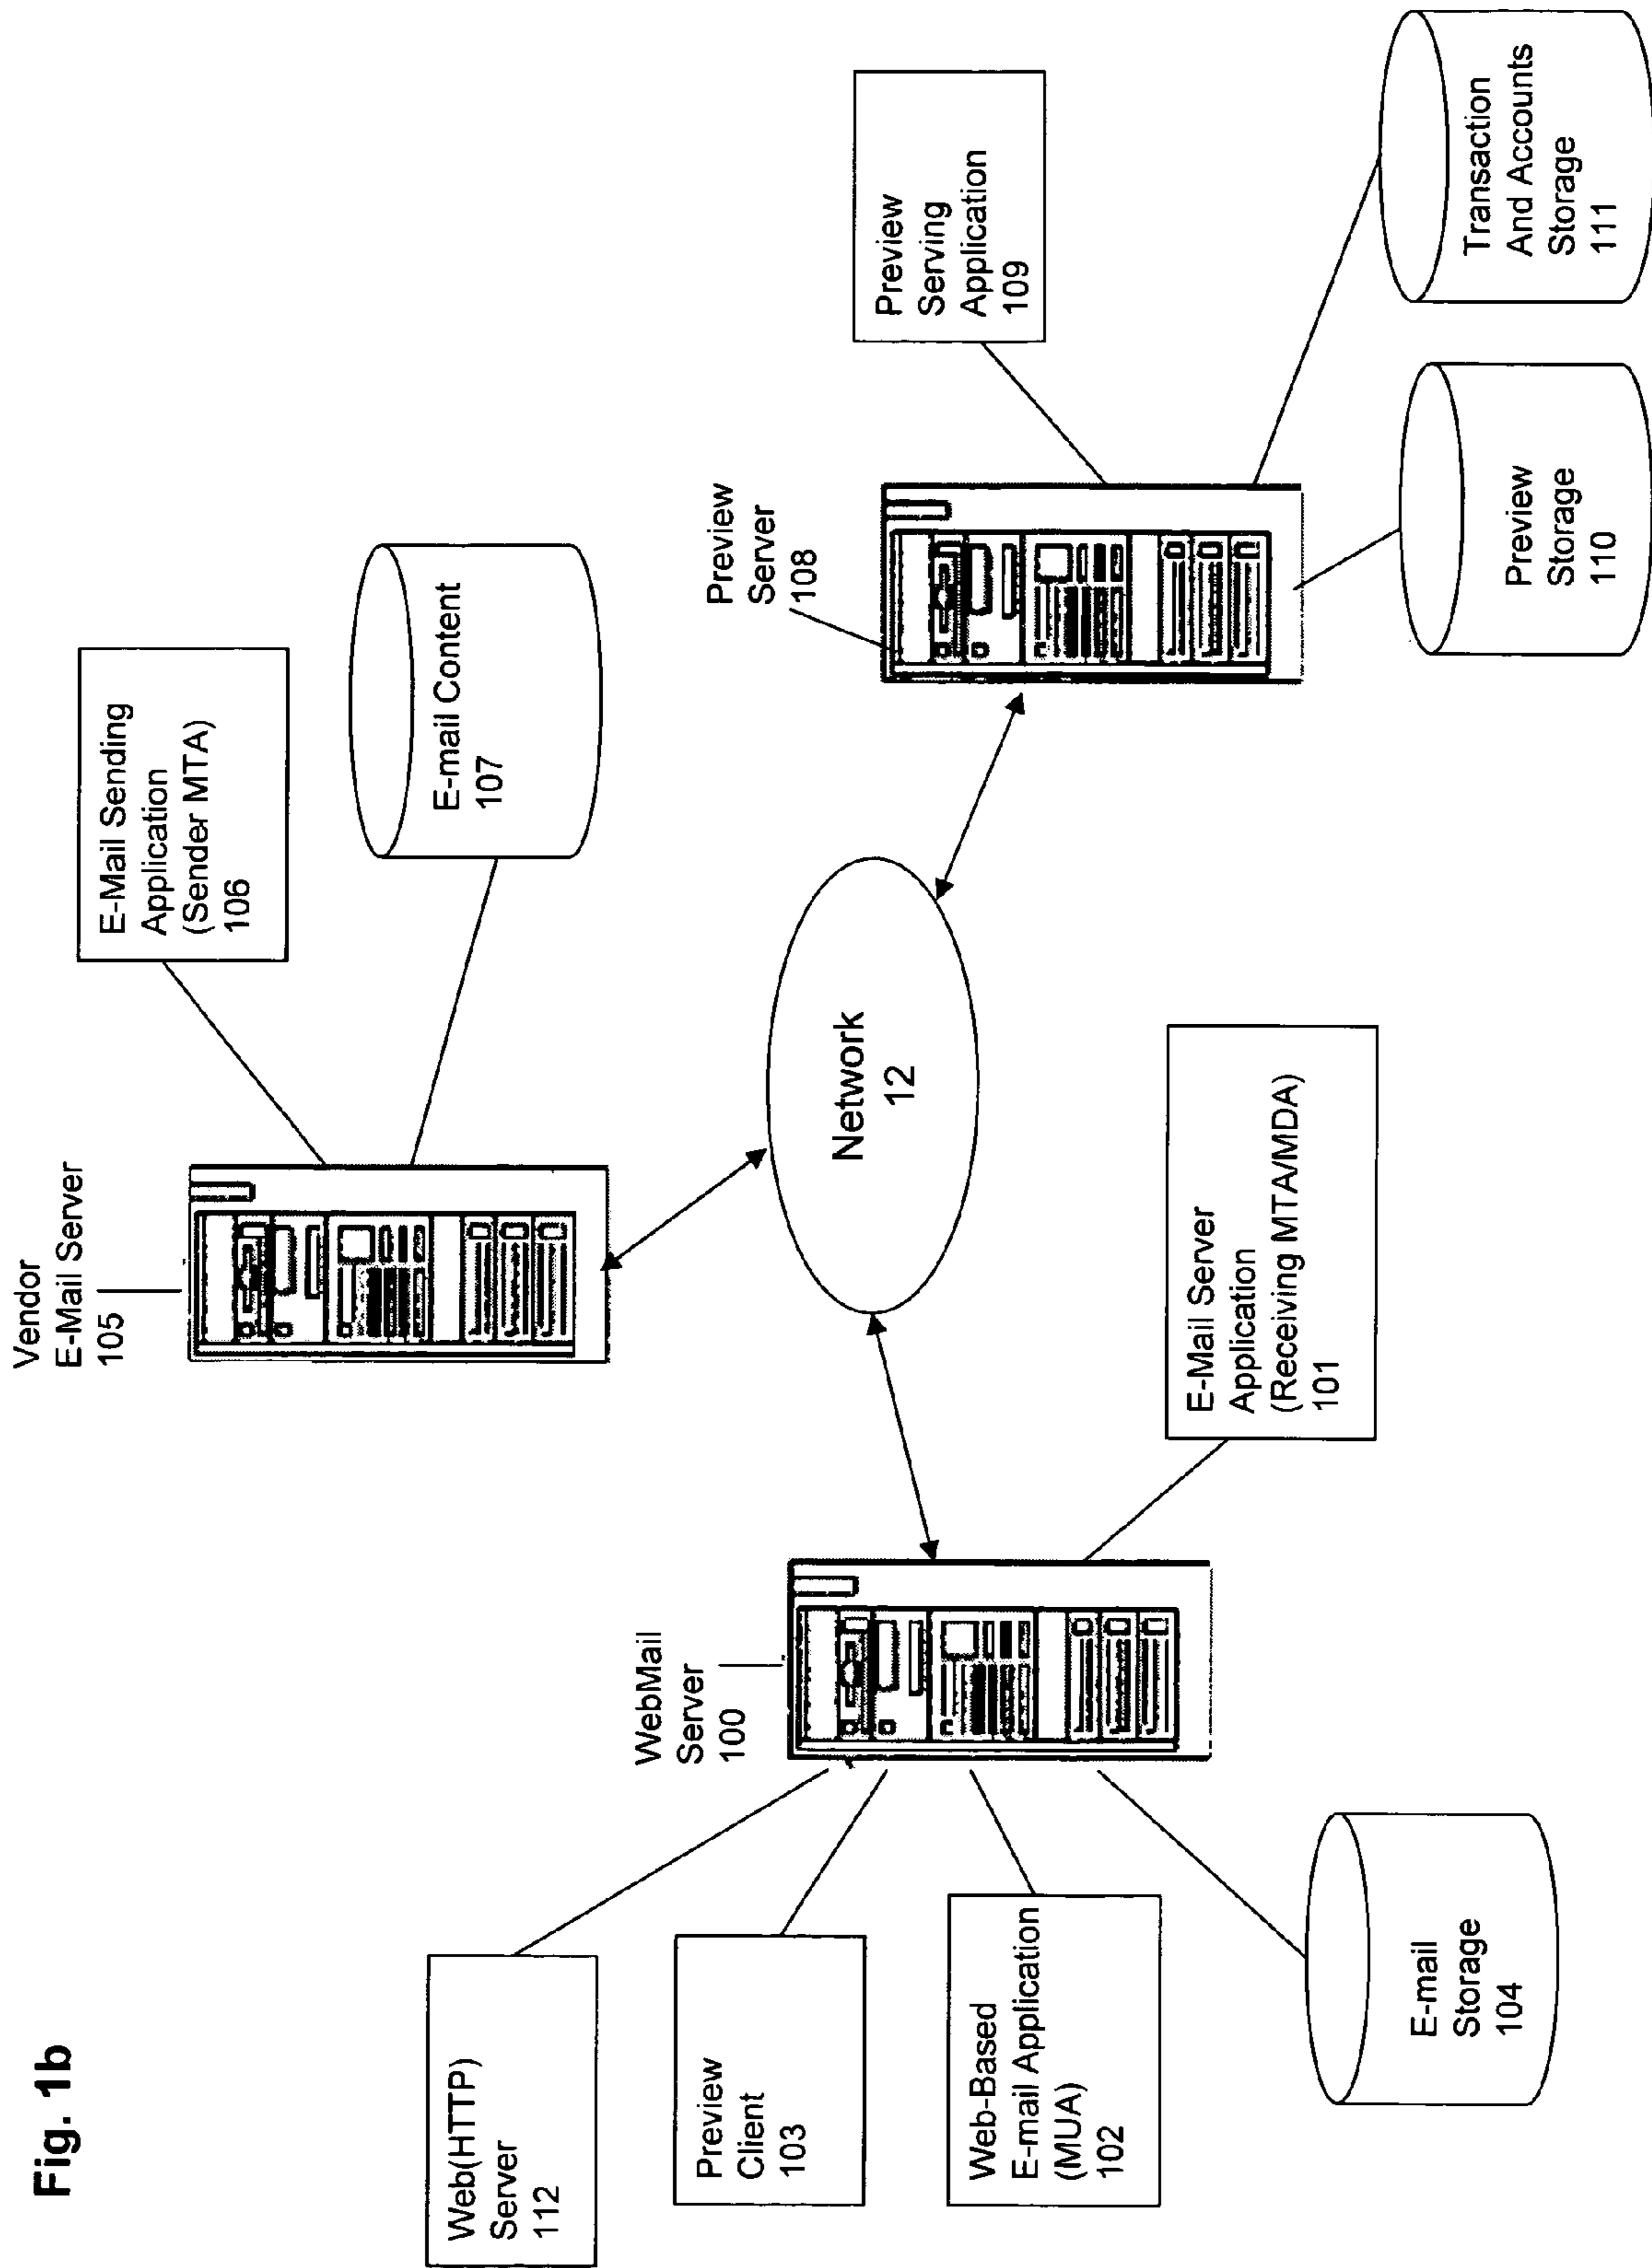 Fig. 1b
Vendor
E-Mail Server
105
E-Mail Sending
Application
(Sender MTA)
106
E-mail Content
107
WebMail
Server
100
Network
12
Preview
Server
108
Preview
Serving
Application
109
Web(HTTP)
Server
112
Preview
Client
103
Web-Based
E-mail Application
(MUA)
102
E-mail
Storage
104
E-Mail Server
Application
(Receiving MTA/MDA)
101
Preview
Storage
110
Transaction
And Accounts
Storage
111